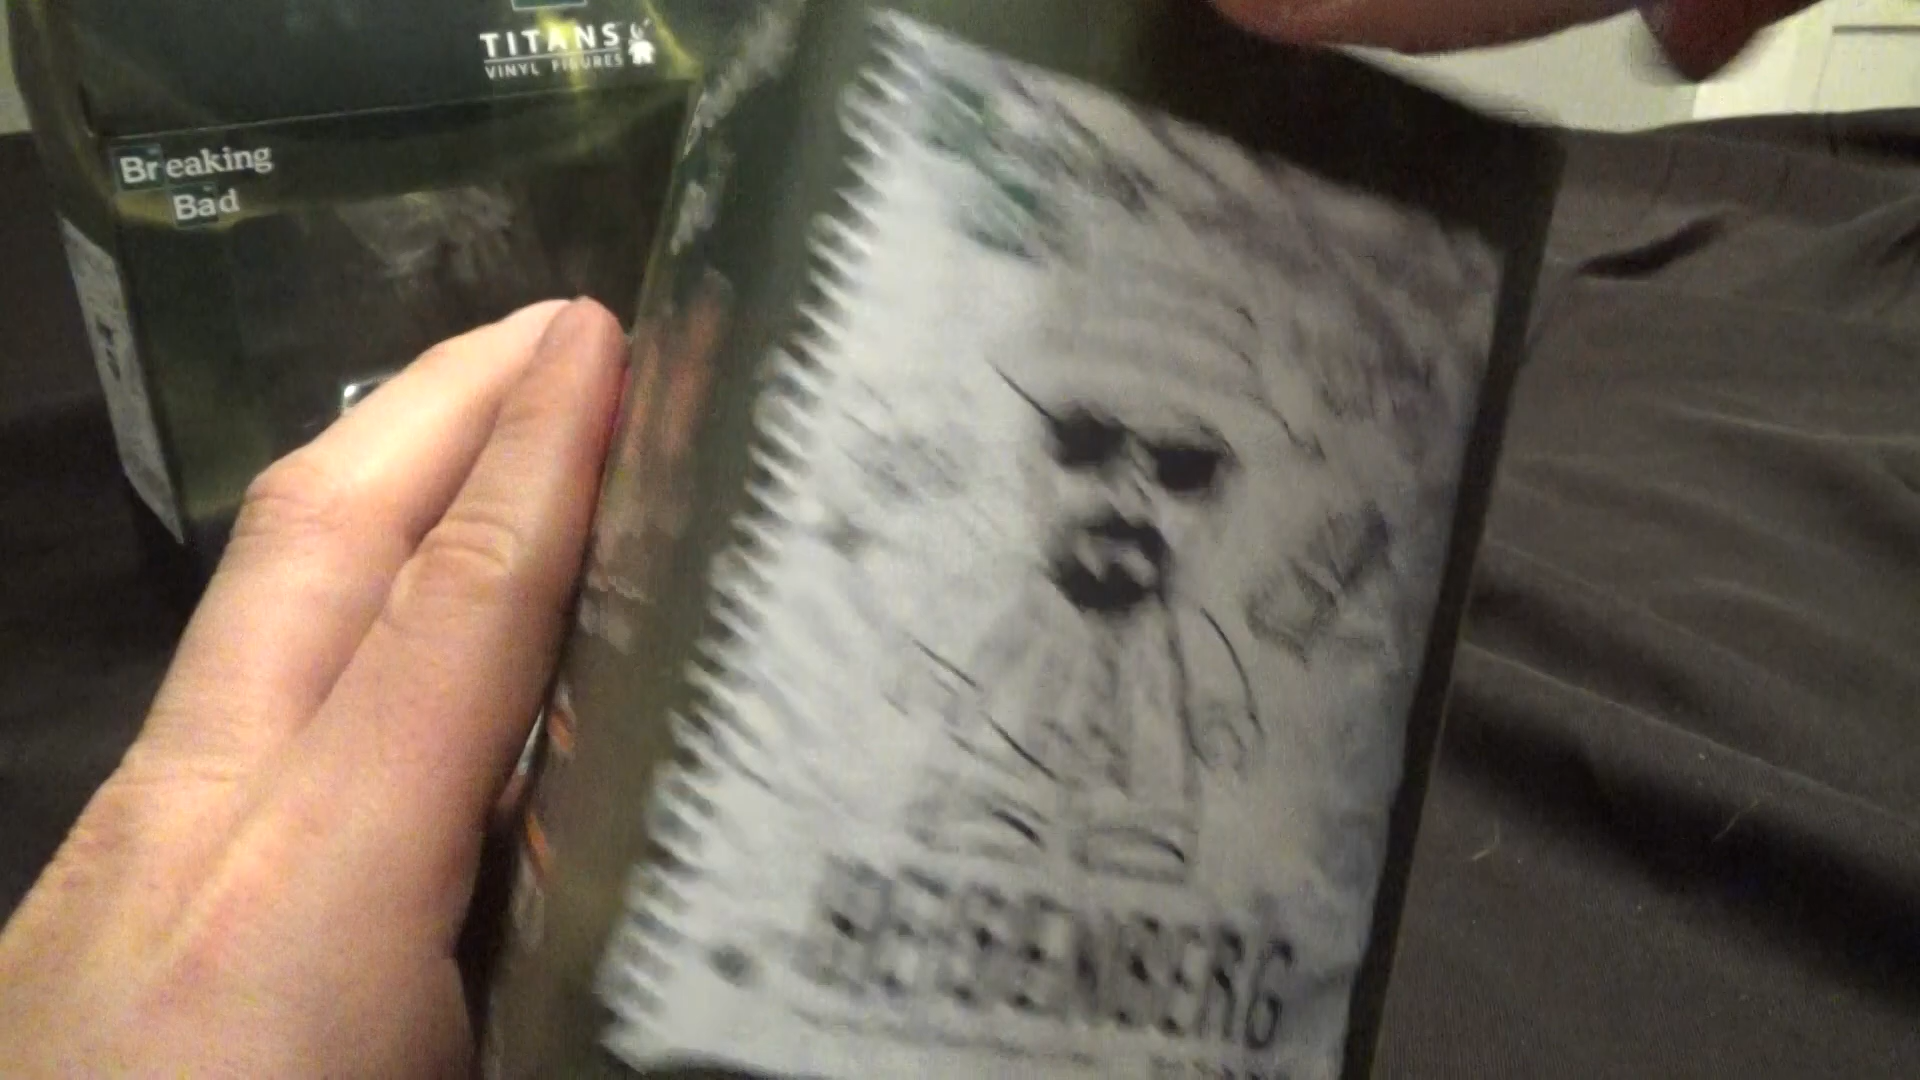 TITANS
VINYL FIGURES
Breaking
Bad
HEISENBERG